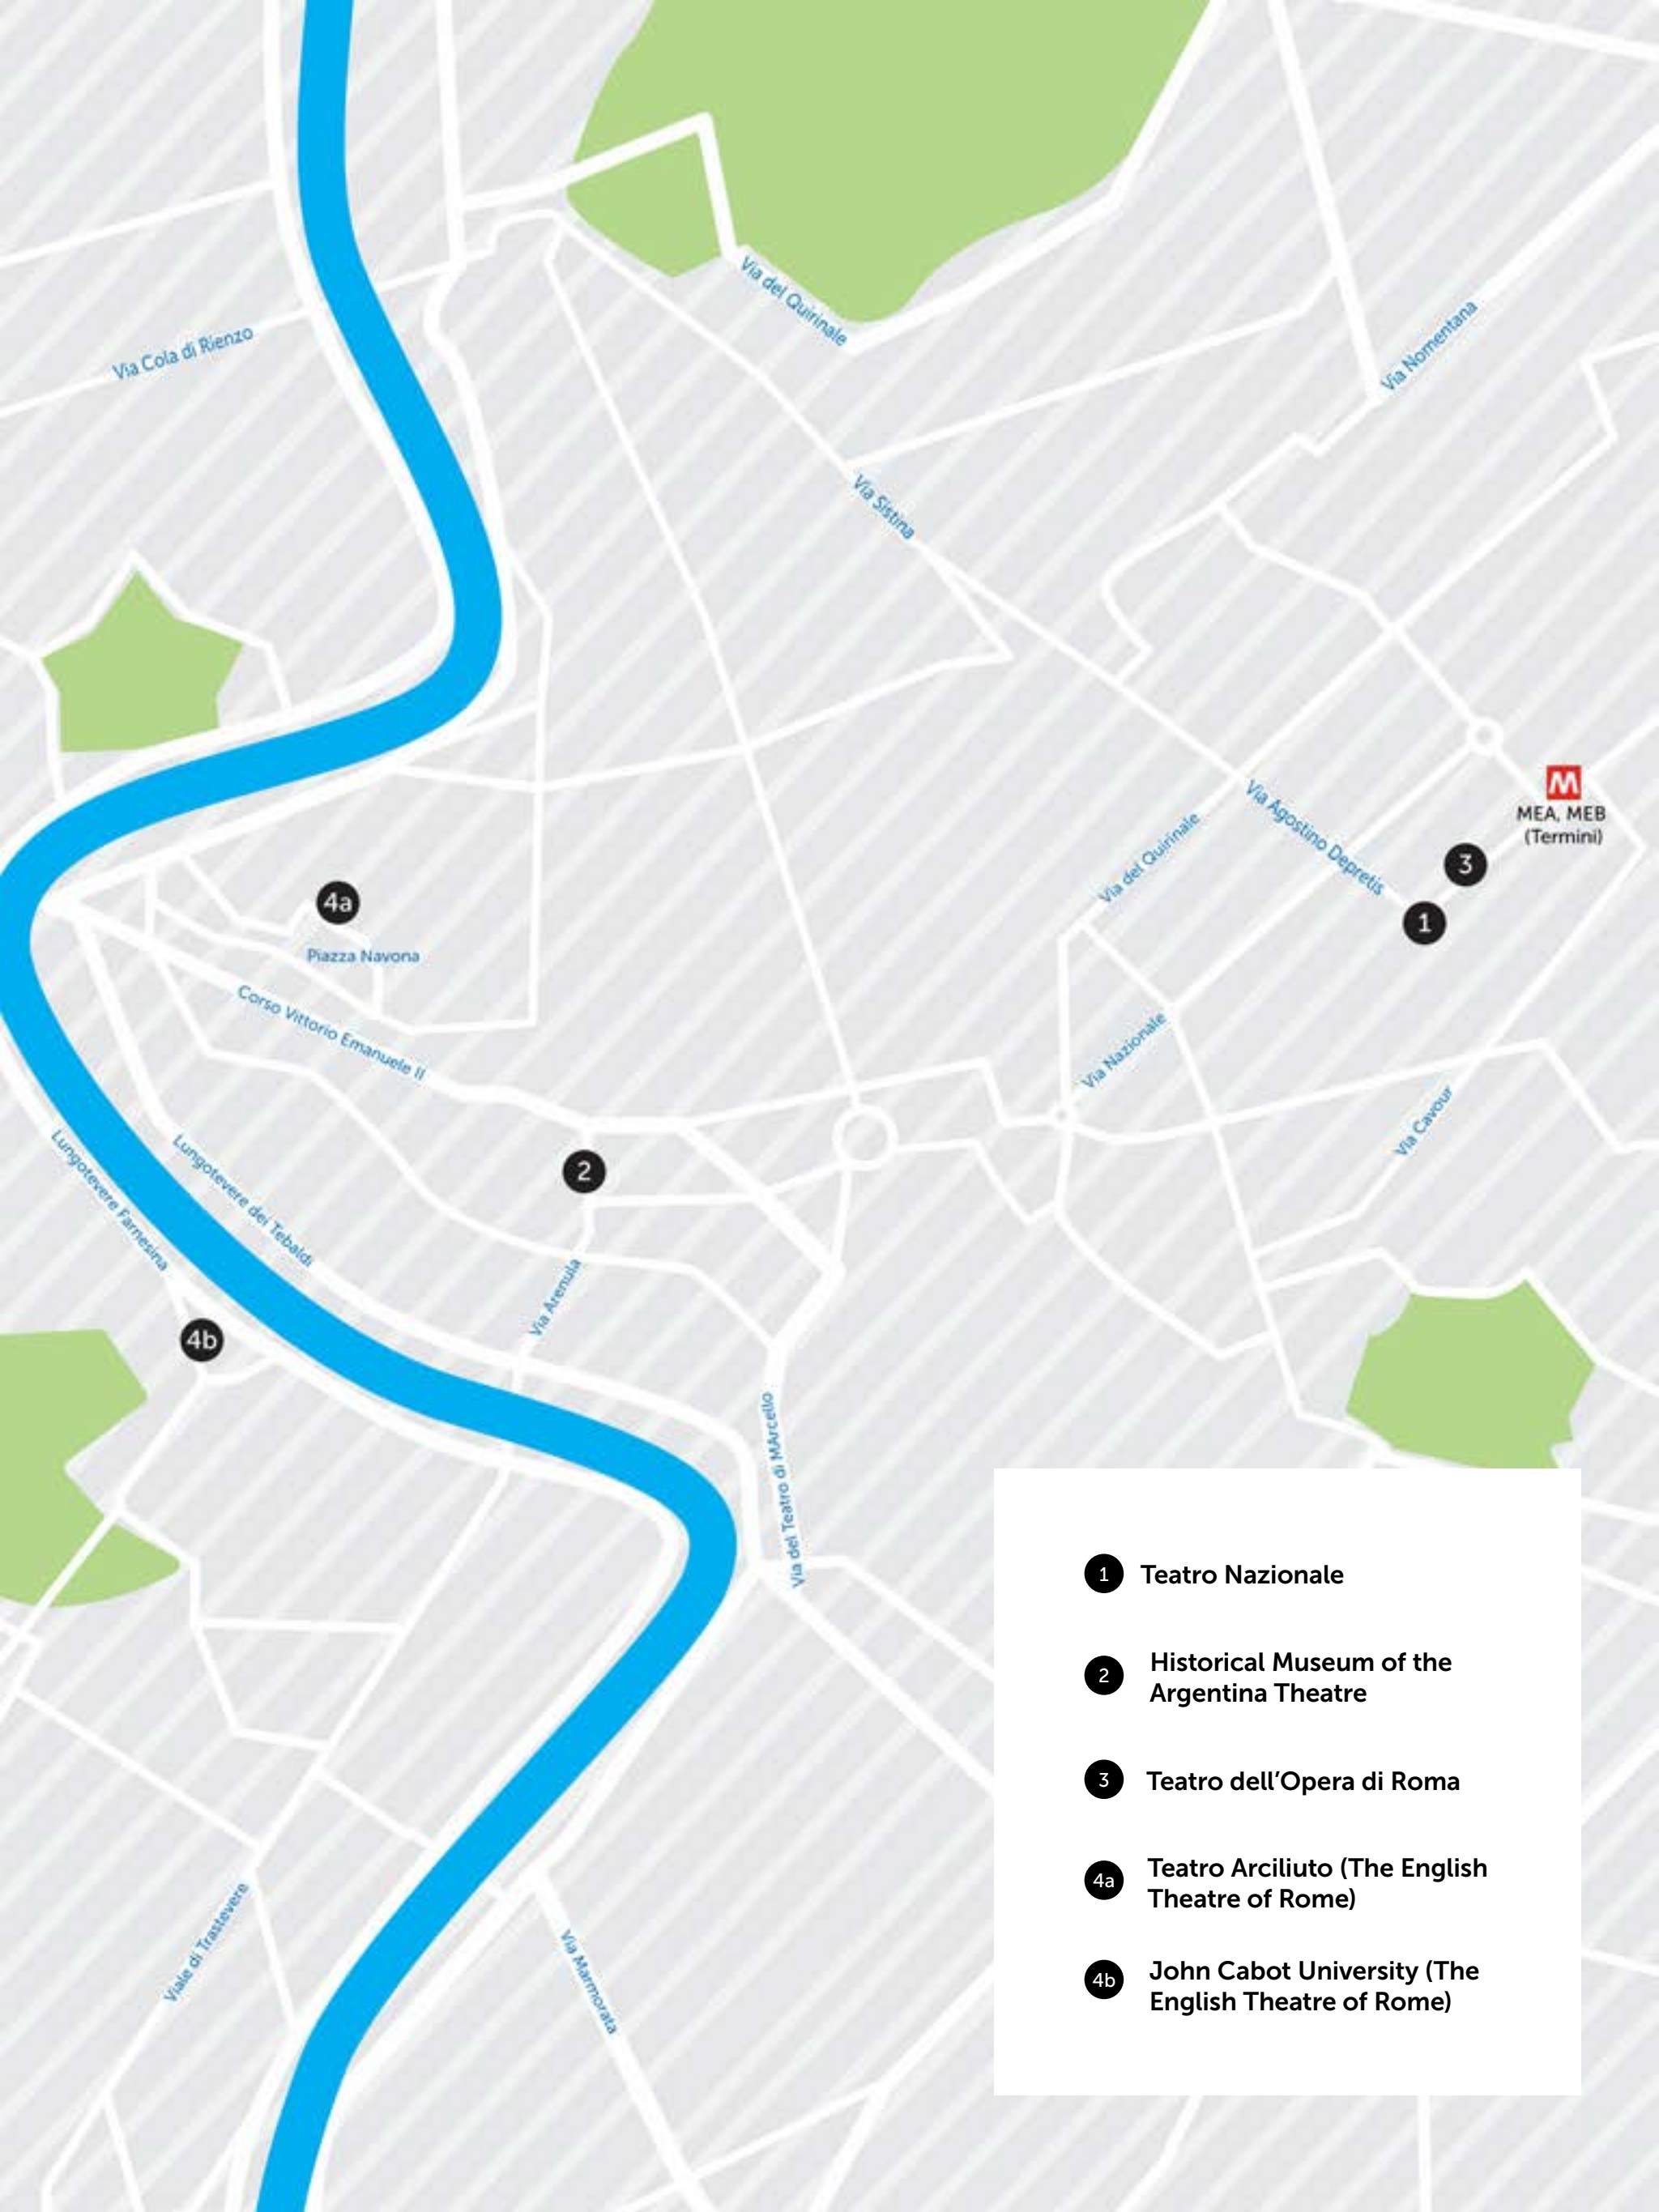 Via del Quirinale
Via Cola di Rienzo
Via Nomentana
Via Sistina
M
MEA, MEB
(Termini)
Via Agostino Depretis
3
Via del Quirinale
4a
1
Piazza Navona
Corso Vittorio Emanuele II
Via Nazionale
Via Cavour
Lungotevere Farnesina
Lungotevere dei Tebaldi
2
Via Arenula
4b
Via del Teatro di MArcello
1 Teatro Nazionale
2 Historical Museum of the
Argentina Theatre
3 Teatro dell’Opera di Roma
4a Teatro Arciliuto (The English
Theatre of Rome)
4b John Cabot University (The
English Theatre of Rome)
Viale di Trastevere
Via Marmorata